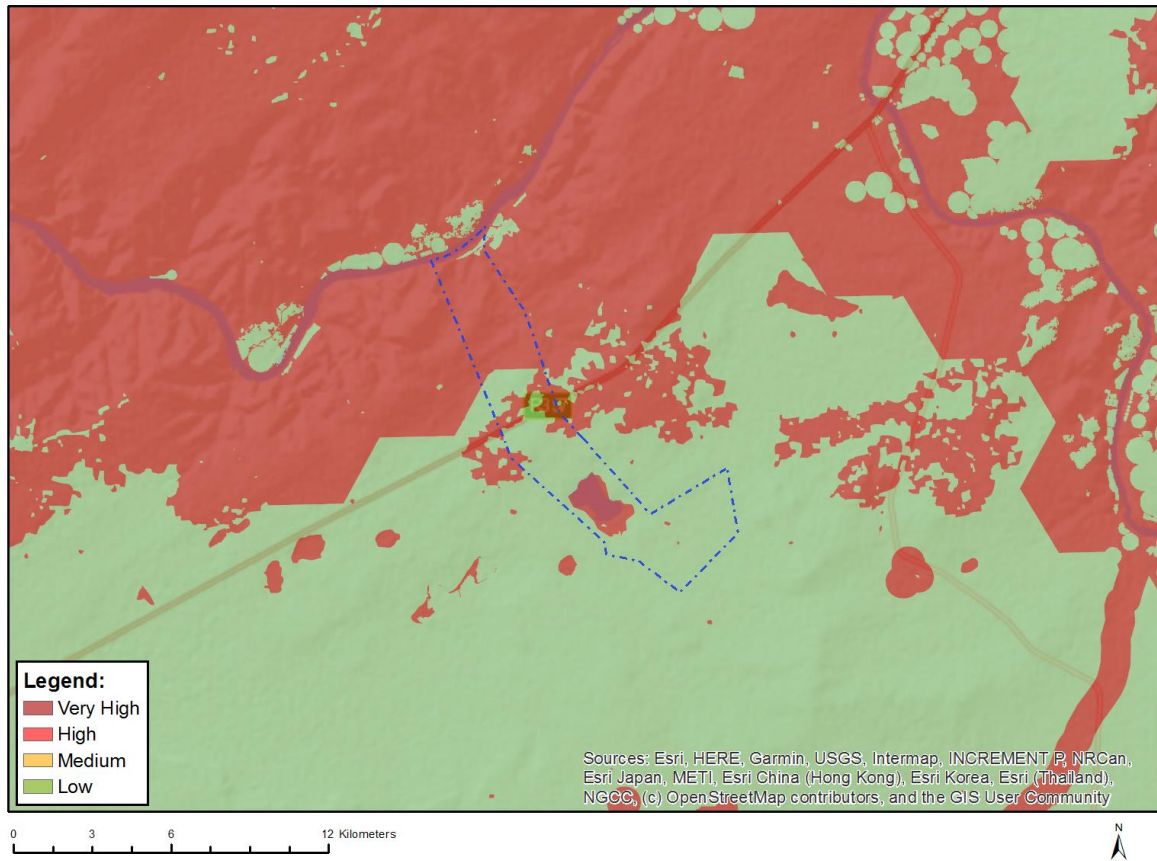 Legend:
Very High
High
Medium
Low
Sources: Esri, HERE, Garmin, USGS, Intermap, INCREMENT P, NRCan,
Esri Japan, METI, Esri China (Hong Kong), Esri Korea, Esri (Thailand),
NGCC, (c) OpenStreetMap contributors, and the GIS User Community
0 3 6 12 Kilometers
N